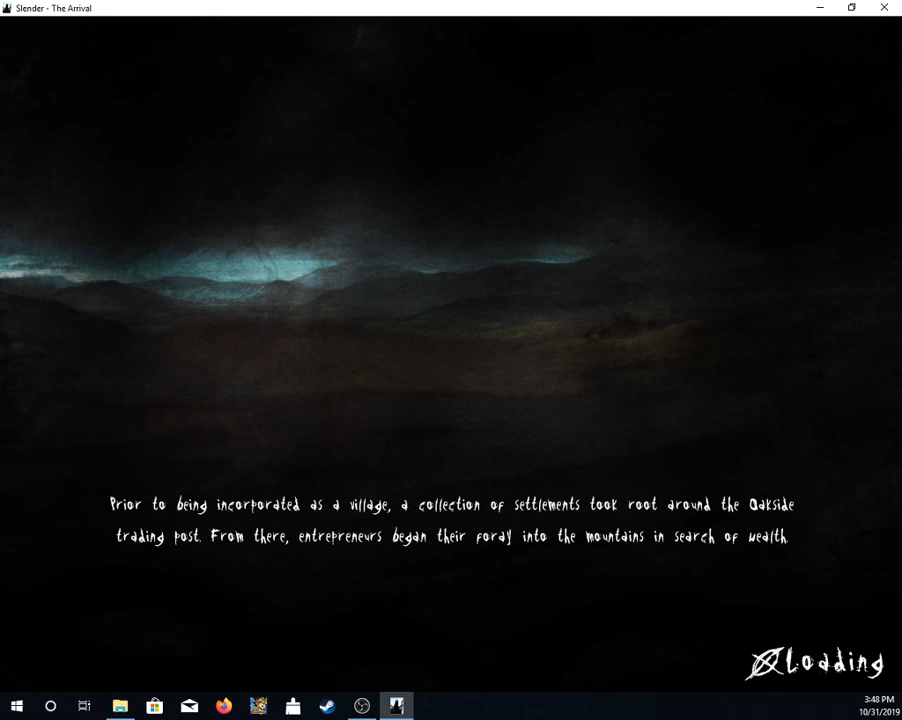 Slender - The Arrival
Prior to being incorporated as a village, a collection of settlements took root around the Oakside
trading post. From there, entrepreneurs began their foray into the mountains in search of wealth.
Loading
3:48 PM
10/31/2019